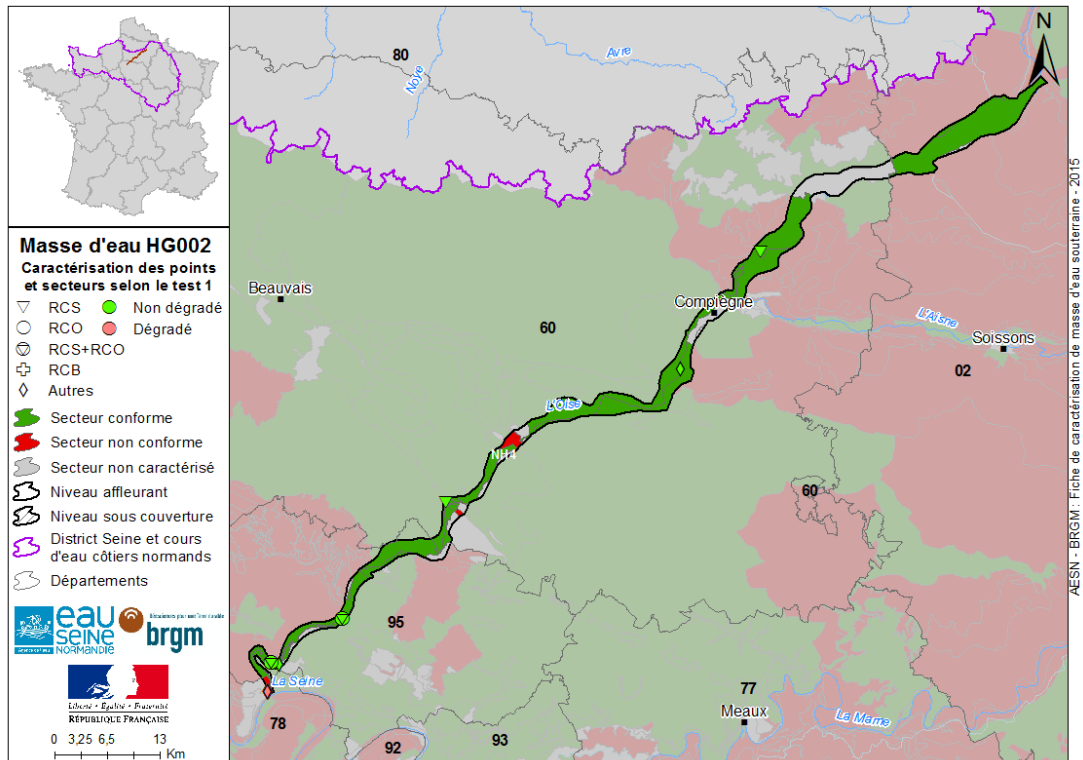 Masse d'eau HG002
Caractérisation des points
et secteurs selon le test 1
RCS
Non dégradé
RCO
Dégradé
RCS+RCO
RCB
Autres
Secteur conforme
Secteur non conforme
Secteur non caractérisé
Niveau affleurant
Niveau sous couverture
District Seine et cours
d'eau côtiers normands
Départements
eau
SEINE
NORMANDIE
brgm
Liberté • Égalité • Fraternité
RÉPUBLIQUE FRANÇAISE
0 3,25 6,5 13
Km
N
80
Noye
Avre
Beauvais
60
Compiègne
L'Aisne
Soissons
02
L'Oise
NH4
60
95
La Seine
78
92
93
77
Meaux
La Marne
AESN - BRGM : Fiche de caractérisation de masse d'eau souterraine - 2015